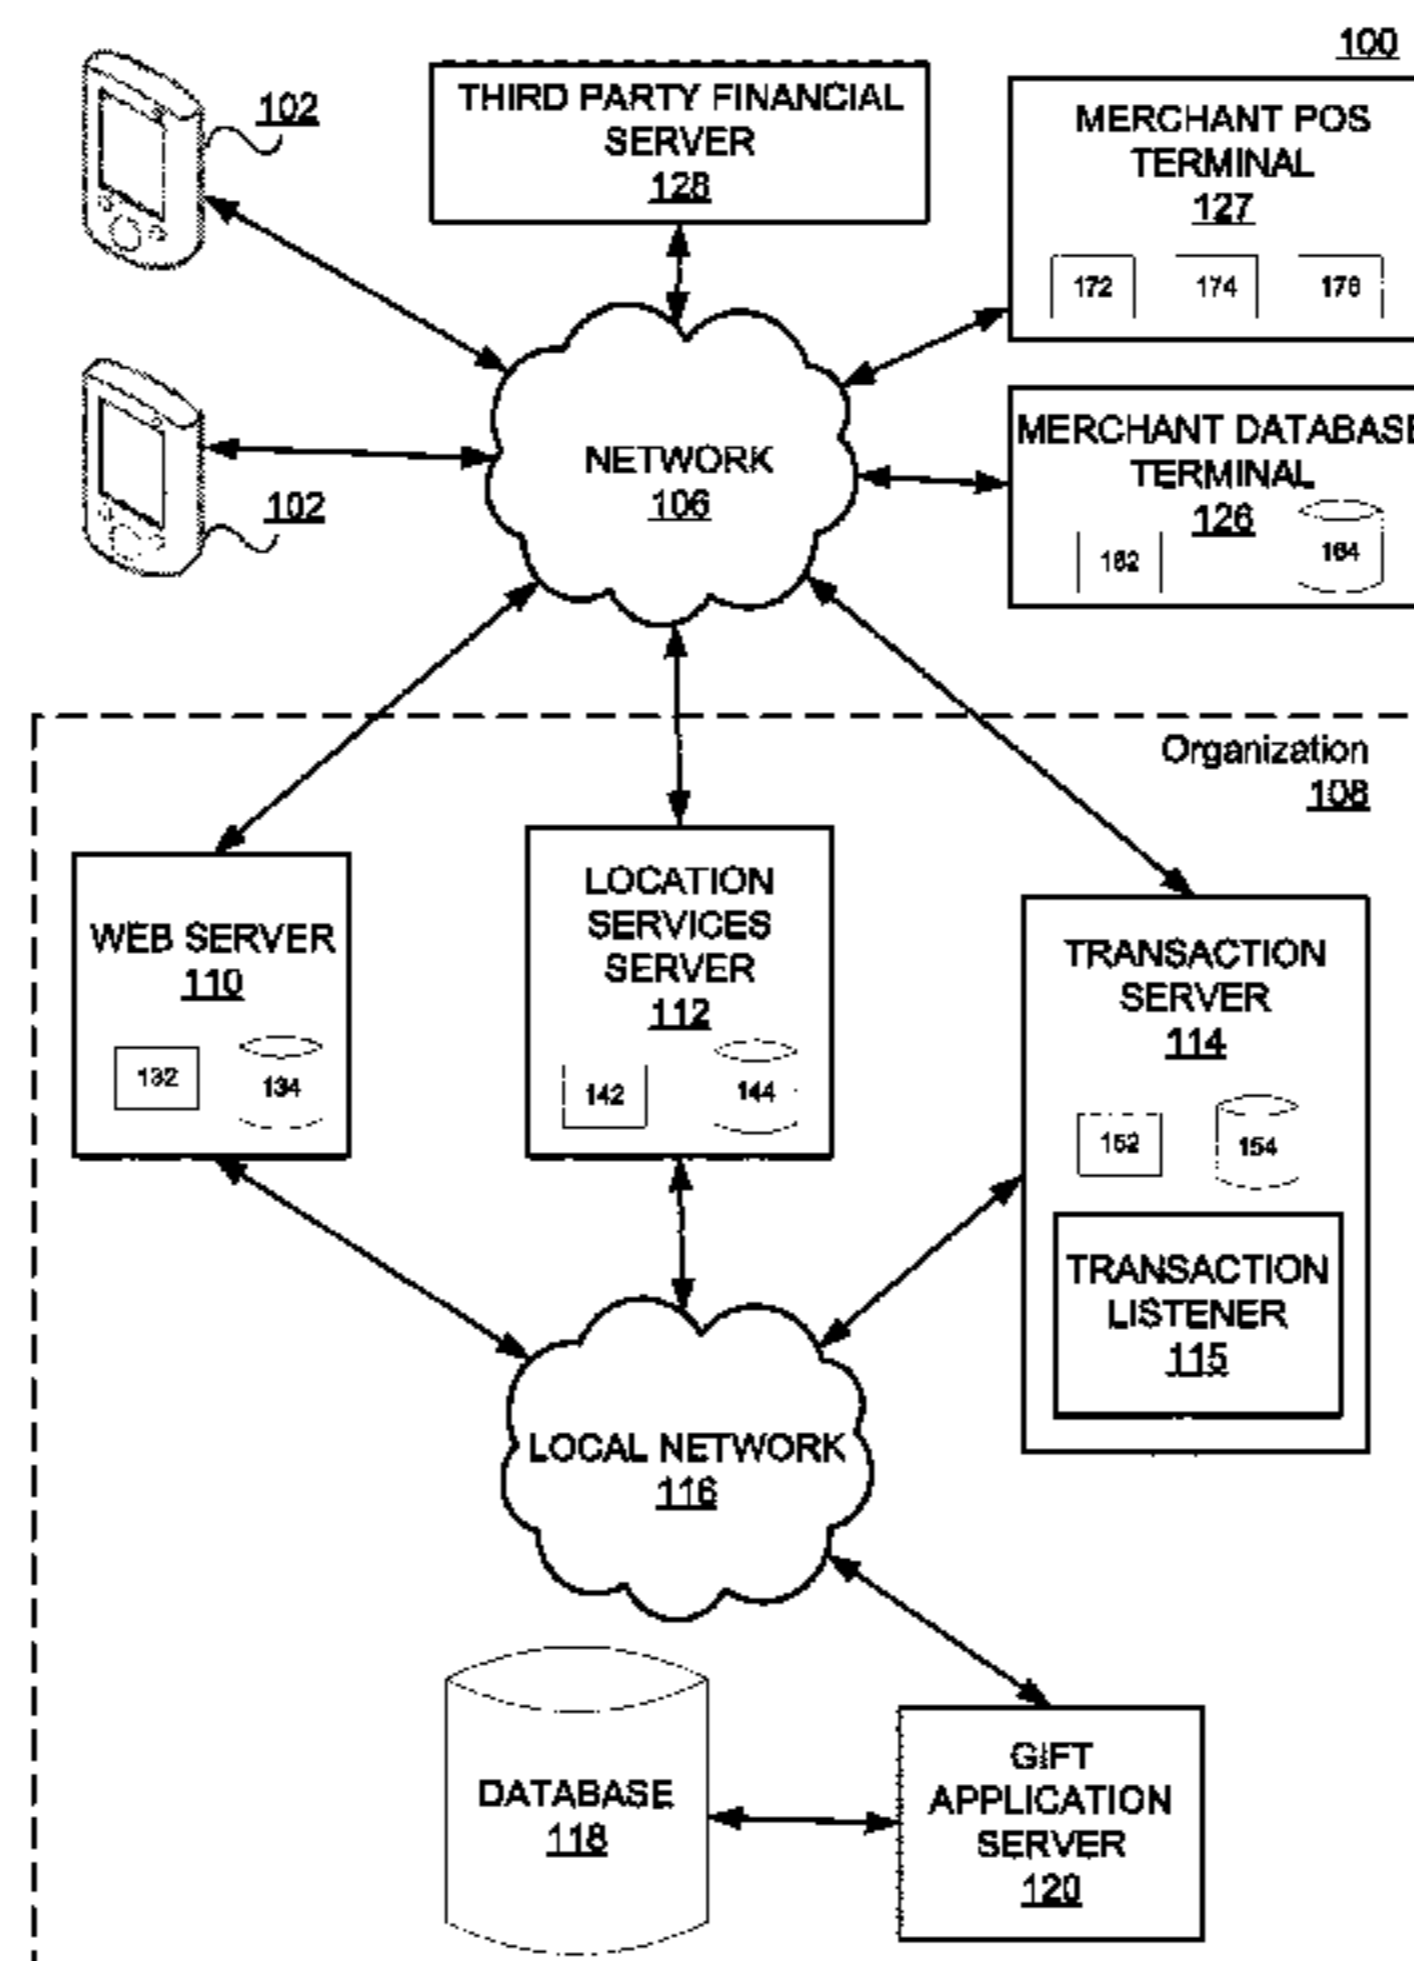 100
102
THIRD PARTY FINANCIAL
SERVER
128
MERCHANT POS
TERMINAL
127
172
174
176
102
NETWORK
106
MERCHANT DATABASE
TERMINAL
126
162
164
Organization
108
WEB SERVER
110
132
134
LOCATION
SERVICES
SERVER
112
142
144
TRANSACTION
SERVER
114
152
154
TRANSACTION
LISTENER
115
LOCAL NETWORK
116
DATABASE
118
GIFT
APPLICATION
SERVER
120